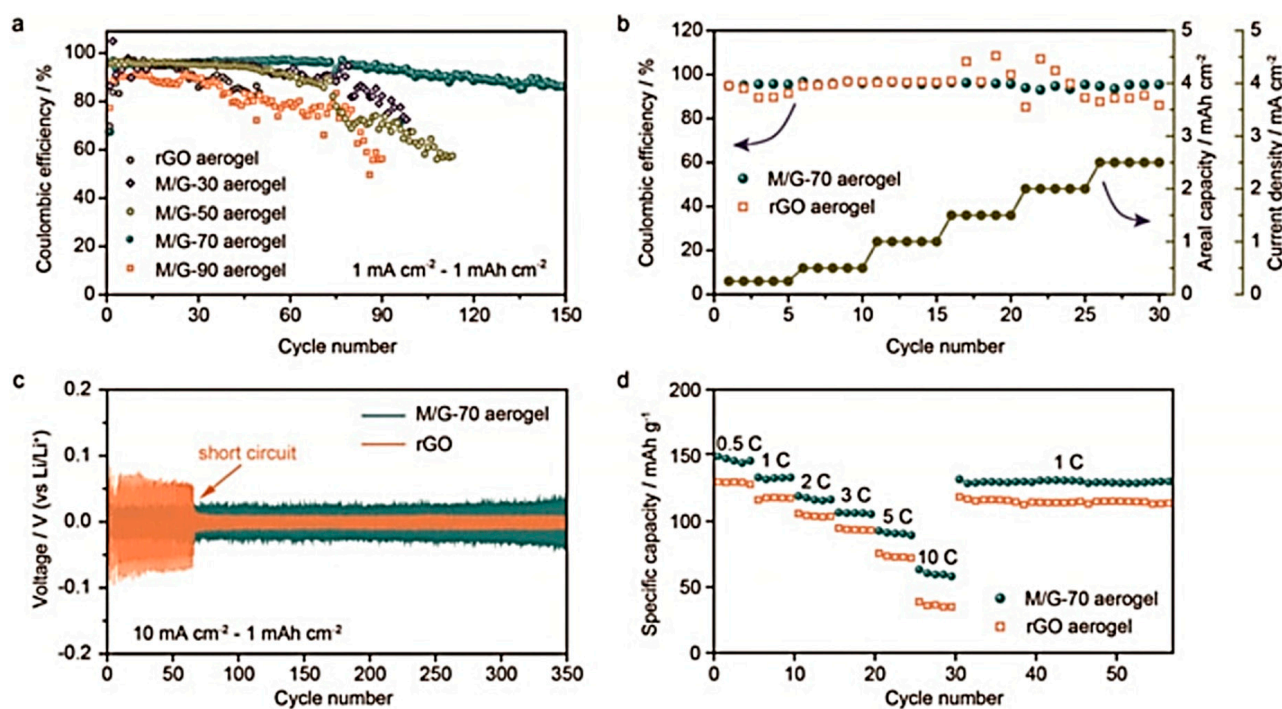 a
Coulombic efficiency / %
100
80
60
40
20
0
rGO aerogel
M/G-30 aerogel
M/G-50 aerogel
M/G-70 aerogel
M/G-90 aerogel
1 mA cm⁻² - 1 mAh cm⁻²
0 30 60 90 120 150
Cycle number
b
Coulombic efficiency / %
120
100
80
60
40
20
0
M/G-70 aerogel
rGO aerogel
0 5 10 15 20 25 30
Cycle number
5
4
3
2
1
0
Areal capacity / mAh cm⁻²
5
4
3
2
1
0
Current density / mA cm⁻²
c
Voltage / V (vs Li/Li⁺)
0.2
0.1
0.0
-0.1
-0.2
M/G-70 aerogel
rGO
short circuit
10 mA cm⁻² - 1 mAh cm⁻²
0 50 100 150 200 250 300 350
Cycle number
d
Specific capacity / mAh g⁻¹
200
150
100
50
0
0.5 C
1 C
2 C
3 C
5 C
10 C
1 C
M/G-70 aerogel
rGO aerogel
0 10 20 30 40 50
Cycle number